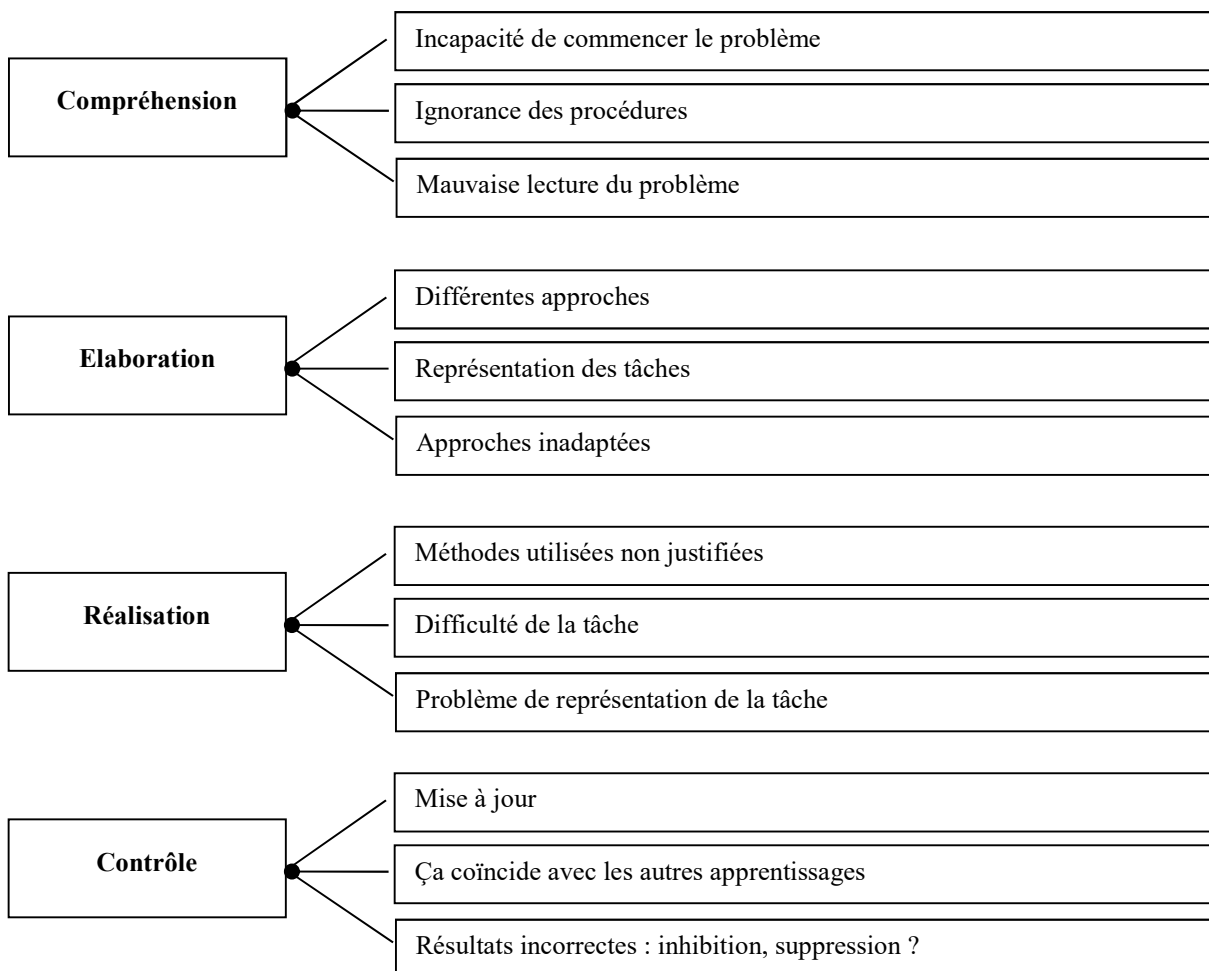 Incapacité de commencer le problème
Compréhension
Ignorance des procédures
Mauvaise lecture du problème
Différentes approches
Elaboration
Représentation des tâches
Approches inadaptées
Méthodes utilisées non justifiées
Réalisation
Difficulté de la tâche
Problème de représentation de la tâche
Mise à jour
Contrôle
Ça coïncide avec les autres apprentissages
Résultats incorrectes : inhibition, suppression ?